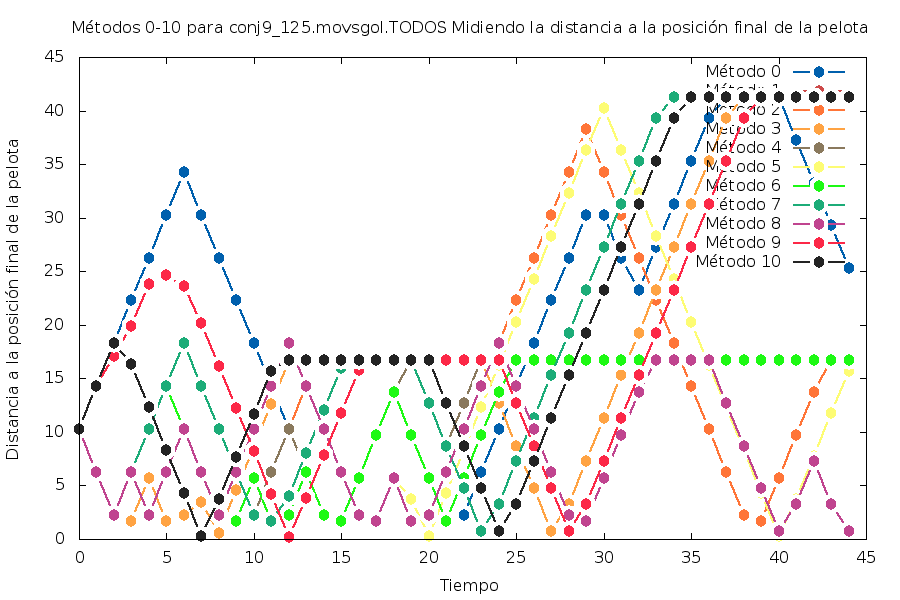 Métodos 0-10 para conj9_125.movsgol.TODOS Midiendo la distancia a la posición final de la pelota
Distancia a la posición final de la pelota
45
40
35
30
25
20
15
10
5
0
0 5 10 15 20 25 30 35 40 45
Tiempo
Método 0
Método 1
Método 2
Método 3
Método 4
Método 5
Método 6
Método 7
Método 8
Método 9
Método 10